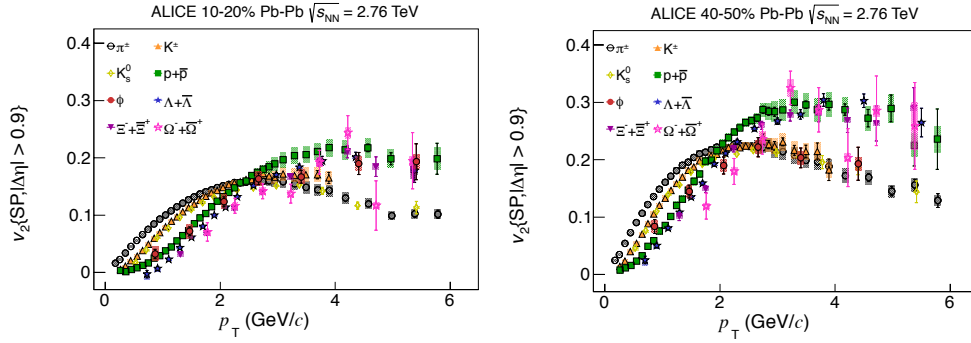 ALICE 10-20% Pb-Pb √sNN = 2.76 TeV
v2{SP,|Δη| > 0.9}
0.4
0.3
0.2
0.1
0
π±
K±
K0s
p+p̅
ϕ
Λ+Λ̅
Ξ-+Ξ̅+
Ω-+Ω̅+
0 2 4 6
pT (GeV/c)
ALICE 40-50% Pb-Pb √sNN = 2.76 TeV
v2{SP,|Δη| > 0.9}
0.4
0.3
0.2
0.1
0
π±
K±
K0s
p+p̅
ϕ
Λ+Λ̅
Ξ-+Ξ̅+
Ω-+Ω̅+
0 2 4 6
pT (GeV/c)